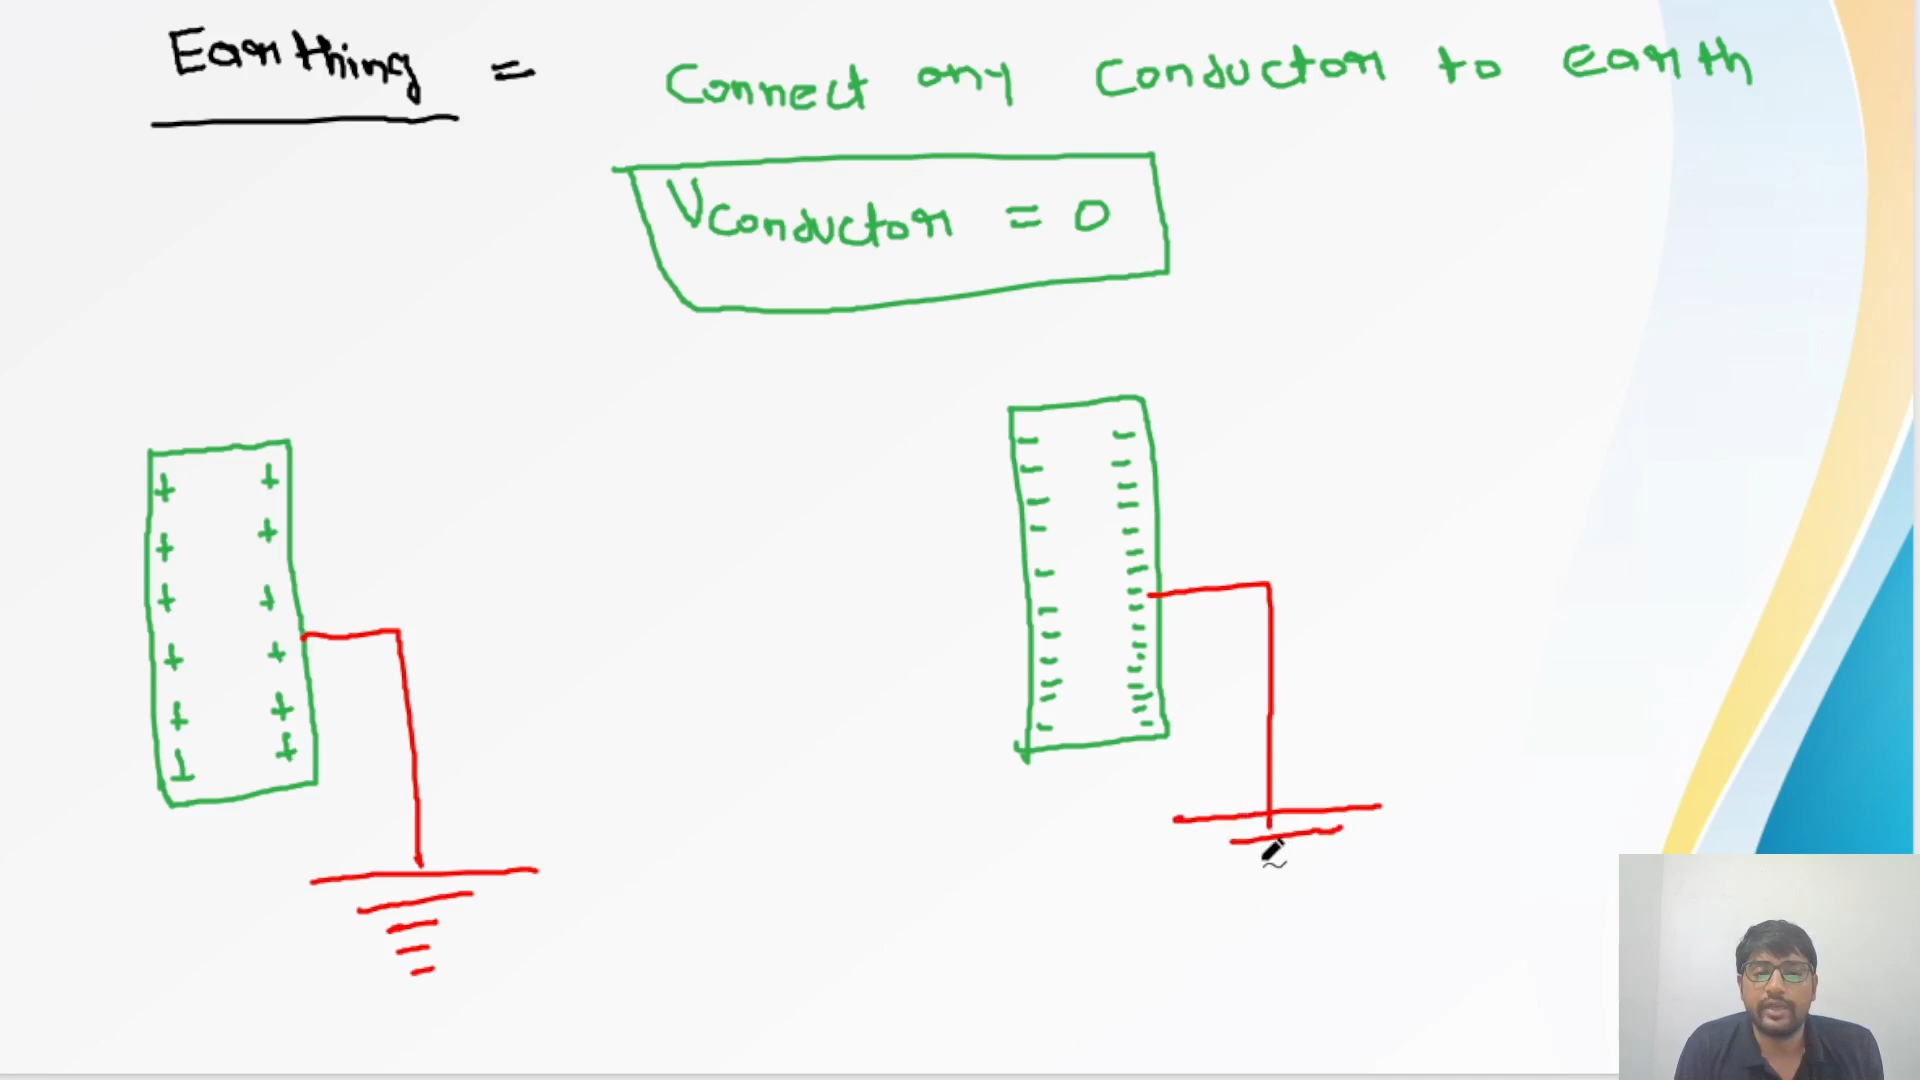 Earthing = Connect any Conductor to Earth
Vconductor = 0